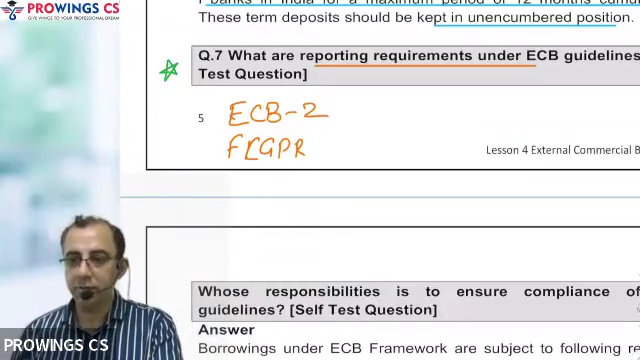 PROWINGS CS
GIVE WINGS TO YOUR PROFESSIONAL DREAMS
banks in India for a maximum period of 12 months
These term deposits should be kept in unencumbered position.
Q.7 What are reporting requirements under ECB guidelines
Test Question]
5
ECB-2
FLGPR
Lesson 4 External Commercial B
Whose responsibilities is to ensure compliance of
guidelines? [Self Test Question]
Answer
Borrowings under ECB Framework are subject to following
PROWINGS CS